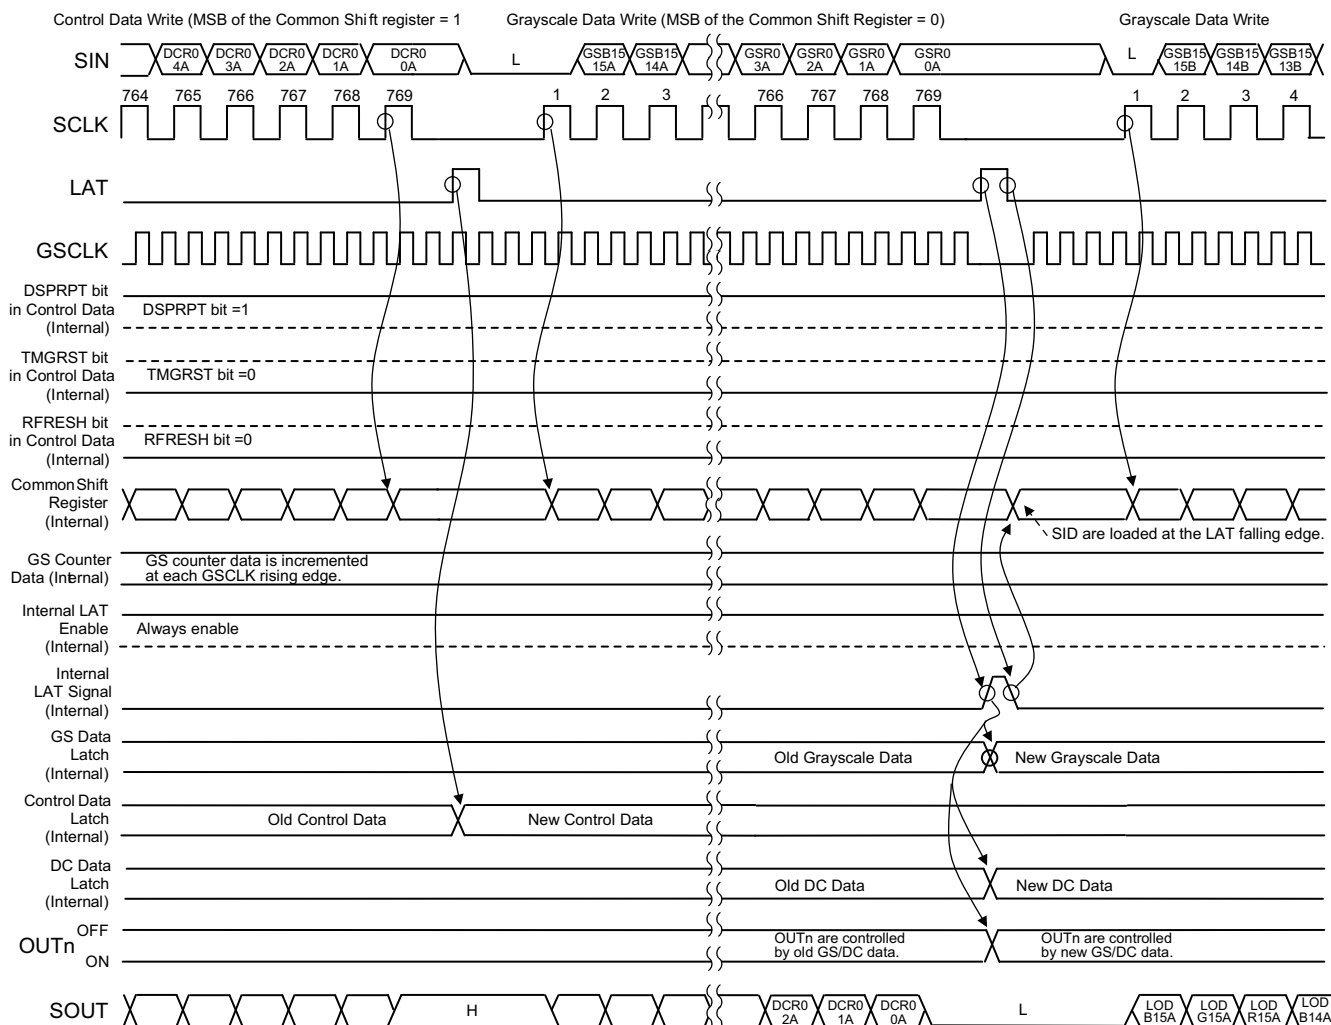 Control Data Write (MSB of the Common Shift register = 1
Grayscale Data Write (MSB of the Common Shift Register = 0)
Grayscale Data Write
SIN
DCR0 4A
DCR0 3A
DCR0 2A
DCR0 1A
DCR0 0A
L
GSB15 15A
GSB15 14A
GSR0 3A
GSR0 2A
GSR0 1A
GSR0 0A
L
GSB15 15B
GSB15 14B
GSB15 13B
764 765 766 767 768 769 1 2 3 766 767 768 769 1 2 3 4
SCLK
LAT
GSCLK
DSPRPT bit
in Control Data
(Internal)
DSPRPT bit =1
TMGRST bit
in Control Data
(Internal)
TMGRST bit =0
RFRESH bit
in Control Data
(Internal)
RFRESH bit =0
Common Shift
Register
(Internal)
SID are loaded at the LAT falling edge.
GS Counter
Data (Internal)
GS counter data is incremented
at each GSCLK rising edge.
Internal LAT
Enable
(Internal)
Always enable
Internal
LAT Signal
(Internal)
GS Data
Latch
(Internal)
Old Grayscale Data
New Grayscale Data
Control Data
Latch
(Internal)
Old Control Data
New Control Data
DC Data
Latch
(Internal)
Old DC Data
New DC Data
OFF
OUTn
ON
OUTn are controlled
by old GS/DC data.
OUTn are controlled
by new GS/DC data.
SOUT
H
DCR0 2A
DCR0 1A
DCR0 0A
L
LOD B15A
LOD G15A
LOD R15A
LOD B14A